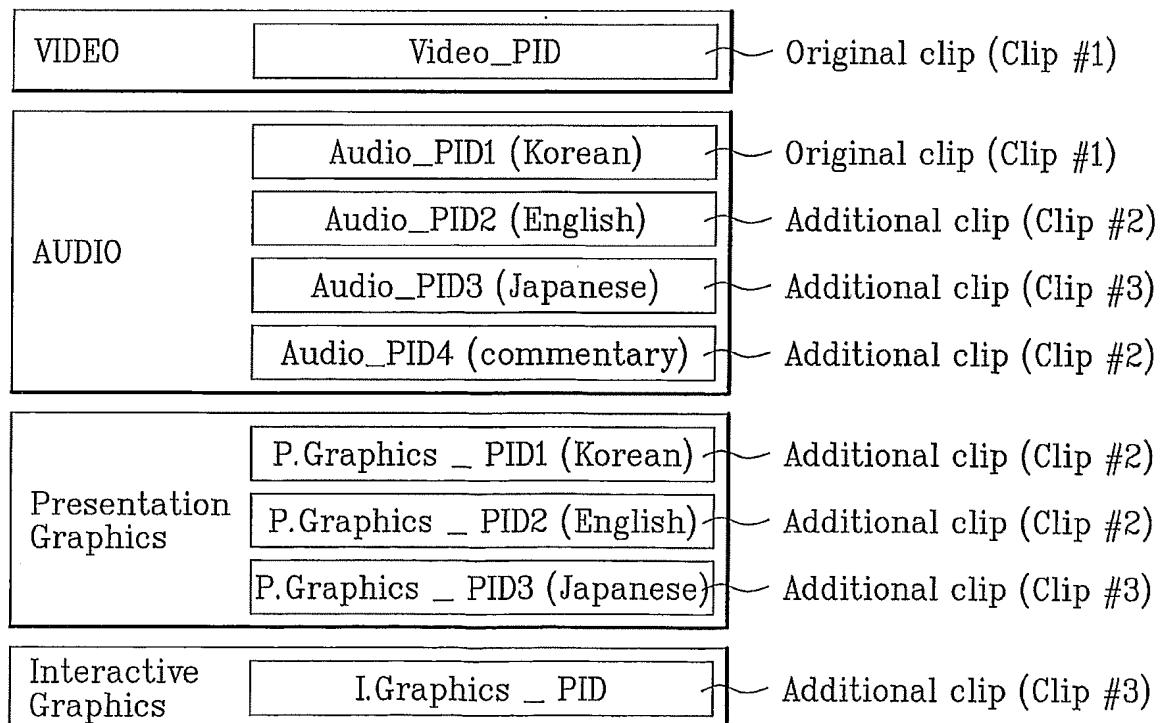 VIDEO Video_PID Original clip (Clip #1)
Audio_PID1 (Korean) Original clip (Clip #1)
Audio_PID2 (English) Additional clip (Clip #2)
AUDIO
Audio_PID3 (Japanese) Additional clip (Clip #3)
Audio_PID4 (commentary) Additional clip (Clip #2)
P.Graphics _ PID1 (Korean) Additional clip (Clip #2)
Presentation
Graphics
P.Graphics _ PID2 (English) Additional clip (Clip #2)
P.Graphics _ PID3 (Japanese) Additional clip (Clip #3)
Interactive
Graphics
I.Graphics _ PID Additional clip (Clip #3)